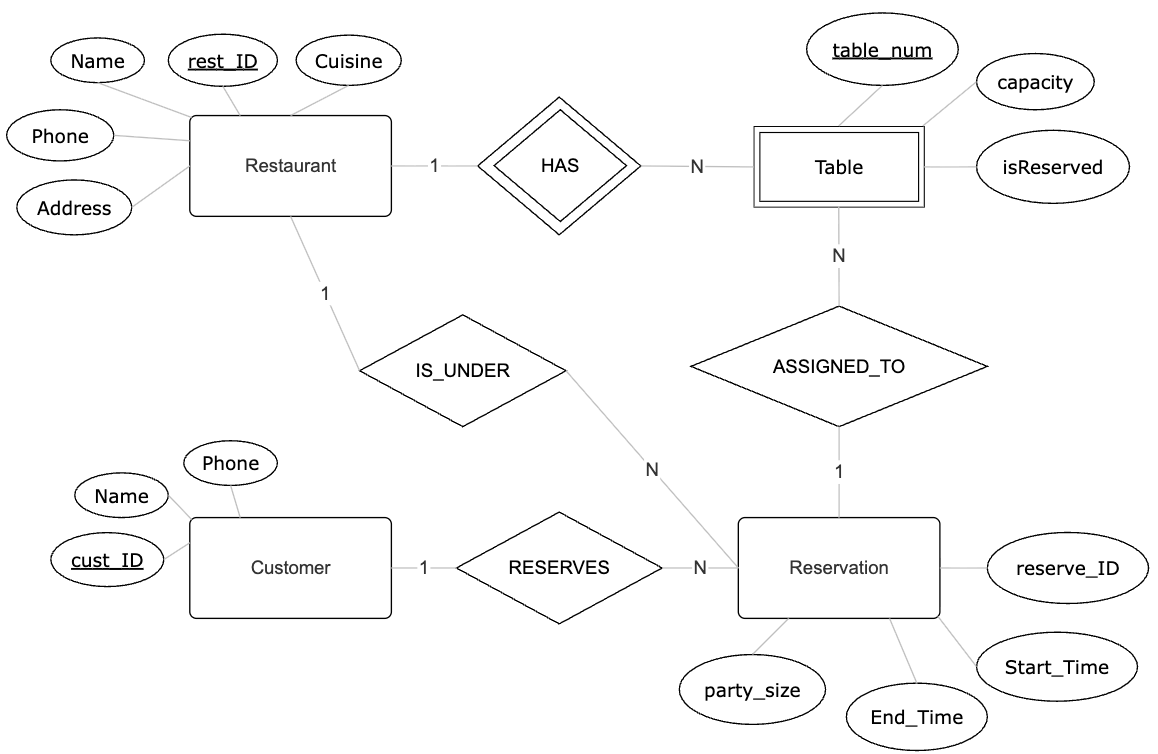 table_num
Name
rest_ID
Cuisine
capacity
Phone
Restaurant
1
HAS
N
Table
isReserved
Address
N
1
IS_UNDER
ASSIGNED_TO
Phone
N
1
Name
cust_ID
Customer
1
RESERVES
N
Reservation
reserve_ID
Start_Time
party_size
End_Time